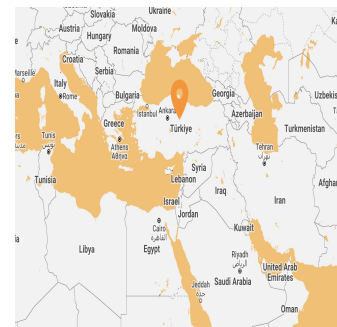 Slovakia
Ukraine
Austria
Moldova
Hungary
Croatia
Romania
Marseille
Italy
Serbia
Rome
Bulgaria
Georgia
Uzbekis
Istanbul
Ankara
Azerbaijan
Greece
Türkiye
Turkmenistan
Tunis
تونس
Athens
Αθήνα
Tehran
تهران
Tunisia
Syria
Lebanon
Afghan
Iraq
Iran
Israel
Jordan
Cairo
القاهرة
Kuwait
Libya
Egypt
Riyadh
الرياض
United Arab
Emirates
Jeddah
جدة
Saudi Arabia
Oman